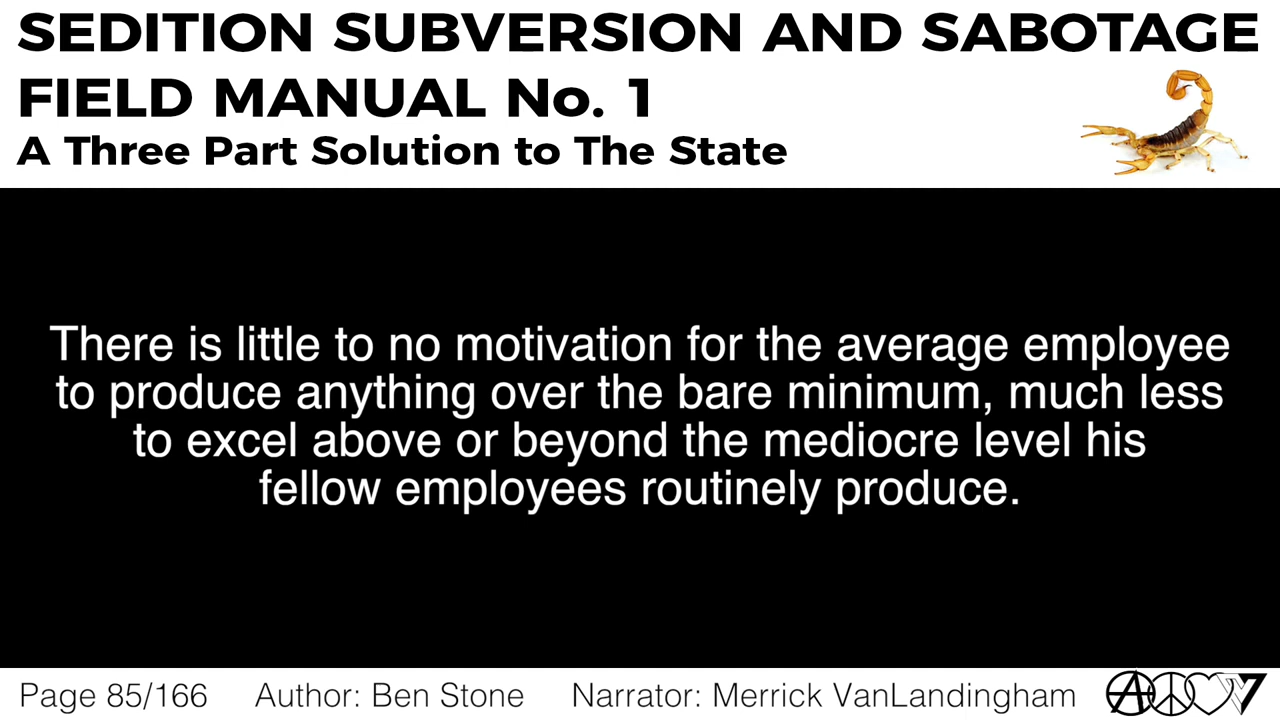 SEDITION SUBVERSION AND SABOTAGE
FIELD MANUAL No. 1
A Three Part Solution to The State
There is little to no motivation for the average employee
to produce anything over the bare minimum, much less
to excel above or beyond the mediocre level his
fellow employees routinely produce.
Page 85/166 Author: Ben Stone Narrator: Merrick VanLandingham